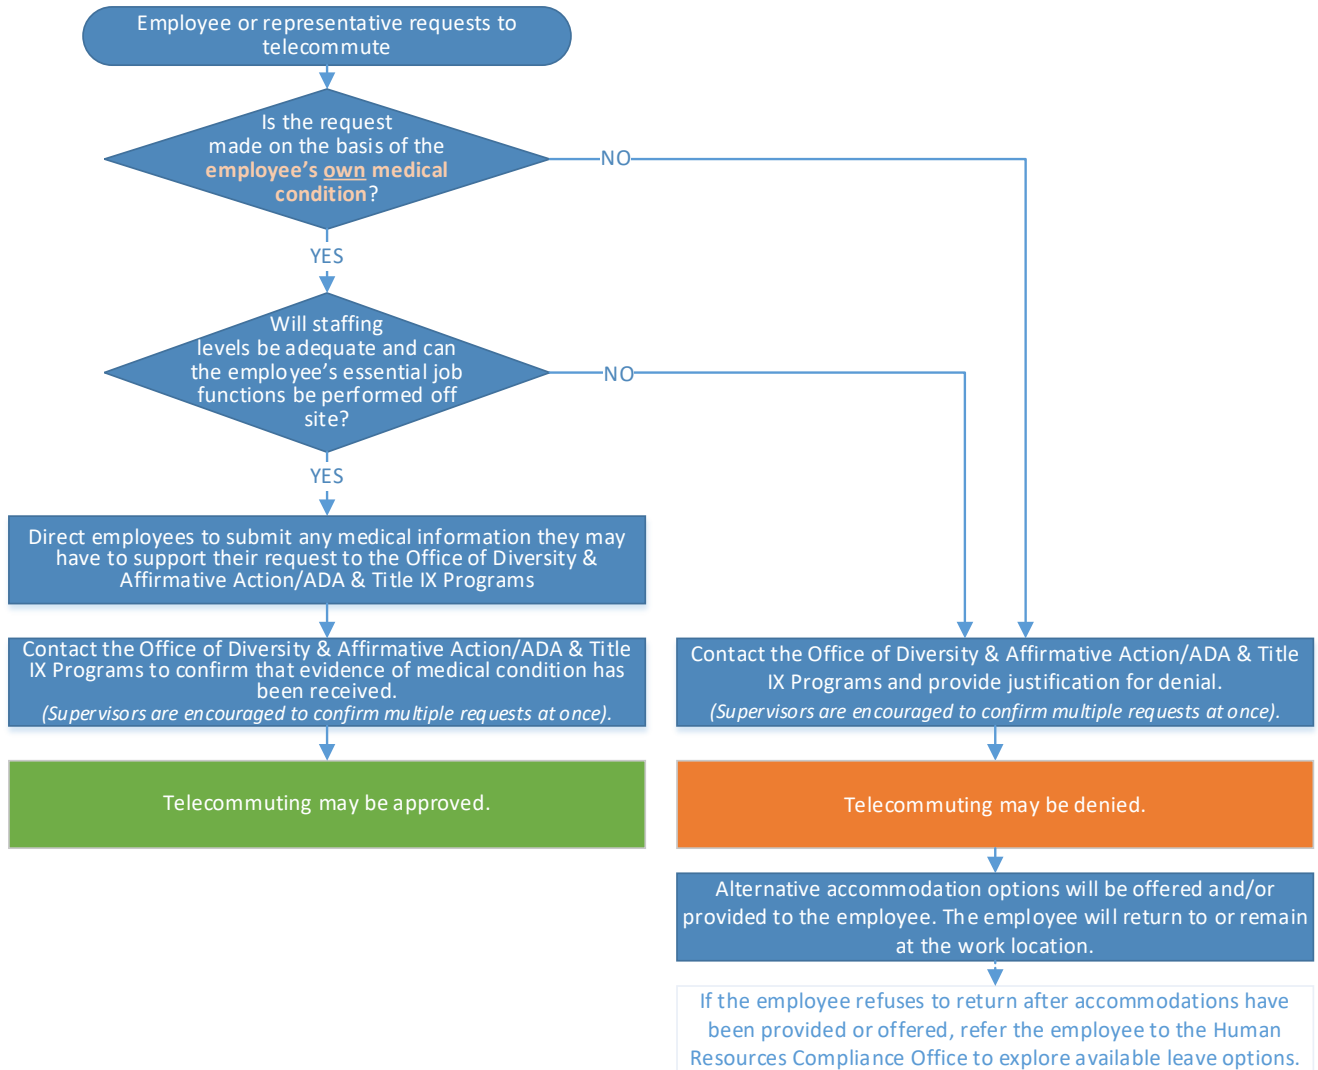 Employee or representative requests to
telecommute
Is the request
made on the basis of the
employee's own medical
condition?
NO
YES
Will staffing
levels be adequate and can
the employee's essential job
functions be performed off
site?
NO
YES
Direct employees to submit any medical information they may
have to support their request to the Office of Diversity &
Affirmative Action/ADA & Title IX Programs
Contact the Office of Diversity & Affirmative Action/ADA & Title
IX Programs to confirm that evidence of medical condition has
been received.
(Supervisors are encouraged to confirm multiple requests at once).
Contact the Office of Diversity & Affirmative Action/ADA & Title
IX Programs and provide justification for denial.
(Supervisors are encouraged to confirm multiple requests at once).
Telecommuting may be approved.
Telecommuting may be denied.
Alternative accommodation options will be offered and/or
provided to the employee. The employee will return to or remain
at the work location.
If the employee refuses to return after accommodations have
been provided or offered, refer the employee to the Human
Resources Compliance Office to explore available leave options.